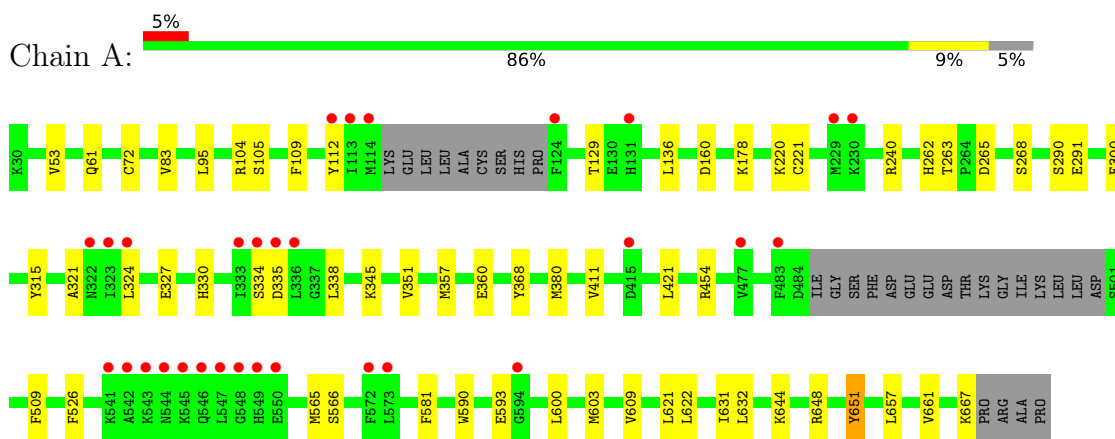 5%
Chain A:
86% 9% 5%
K30 V53 Q61 C72 V83 L95 R104 S105 F109 Y112 I113 M114 LYS GLU LEU LEU ALA CYS SER HIS PRO F124 T129 E130 H131 L136 D160 K178 K220 C221 M229 K230 R240 H262 T263 P264 D265 S268 S290 E291
Y315 A321 N322 I323 L324 E327 H330 I333 S334 D335 L336 G337 L338 K345 V351 M357 E360 Y368 M380 V411 D415 L421 R454 V477 F483 D484 ILE GLY SER PHE ASP GLU GLU ASP THR LYS GLY ILE LYS LEU LEU ASP
F509 F526 K541 A542 K543 N544 K545 Q546 L547 G548 H549 E550 M565 S566 F572 L573 F581 W590 E593 G594 L600 M603 V609 L621 L622 I631 L632 K644 R648 Y651 L657 V661 K667 PRO ARG ALA PRO